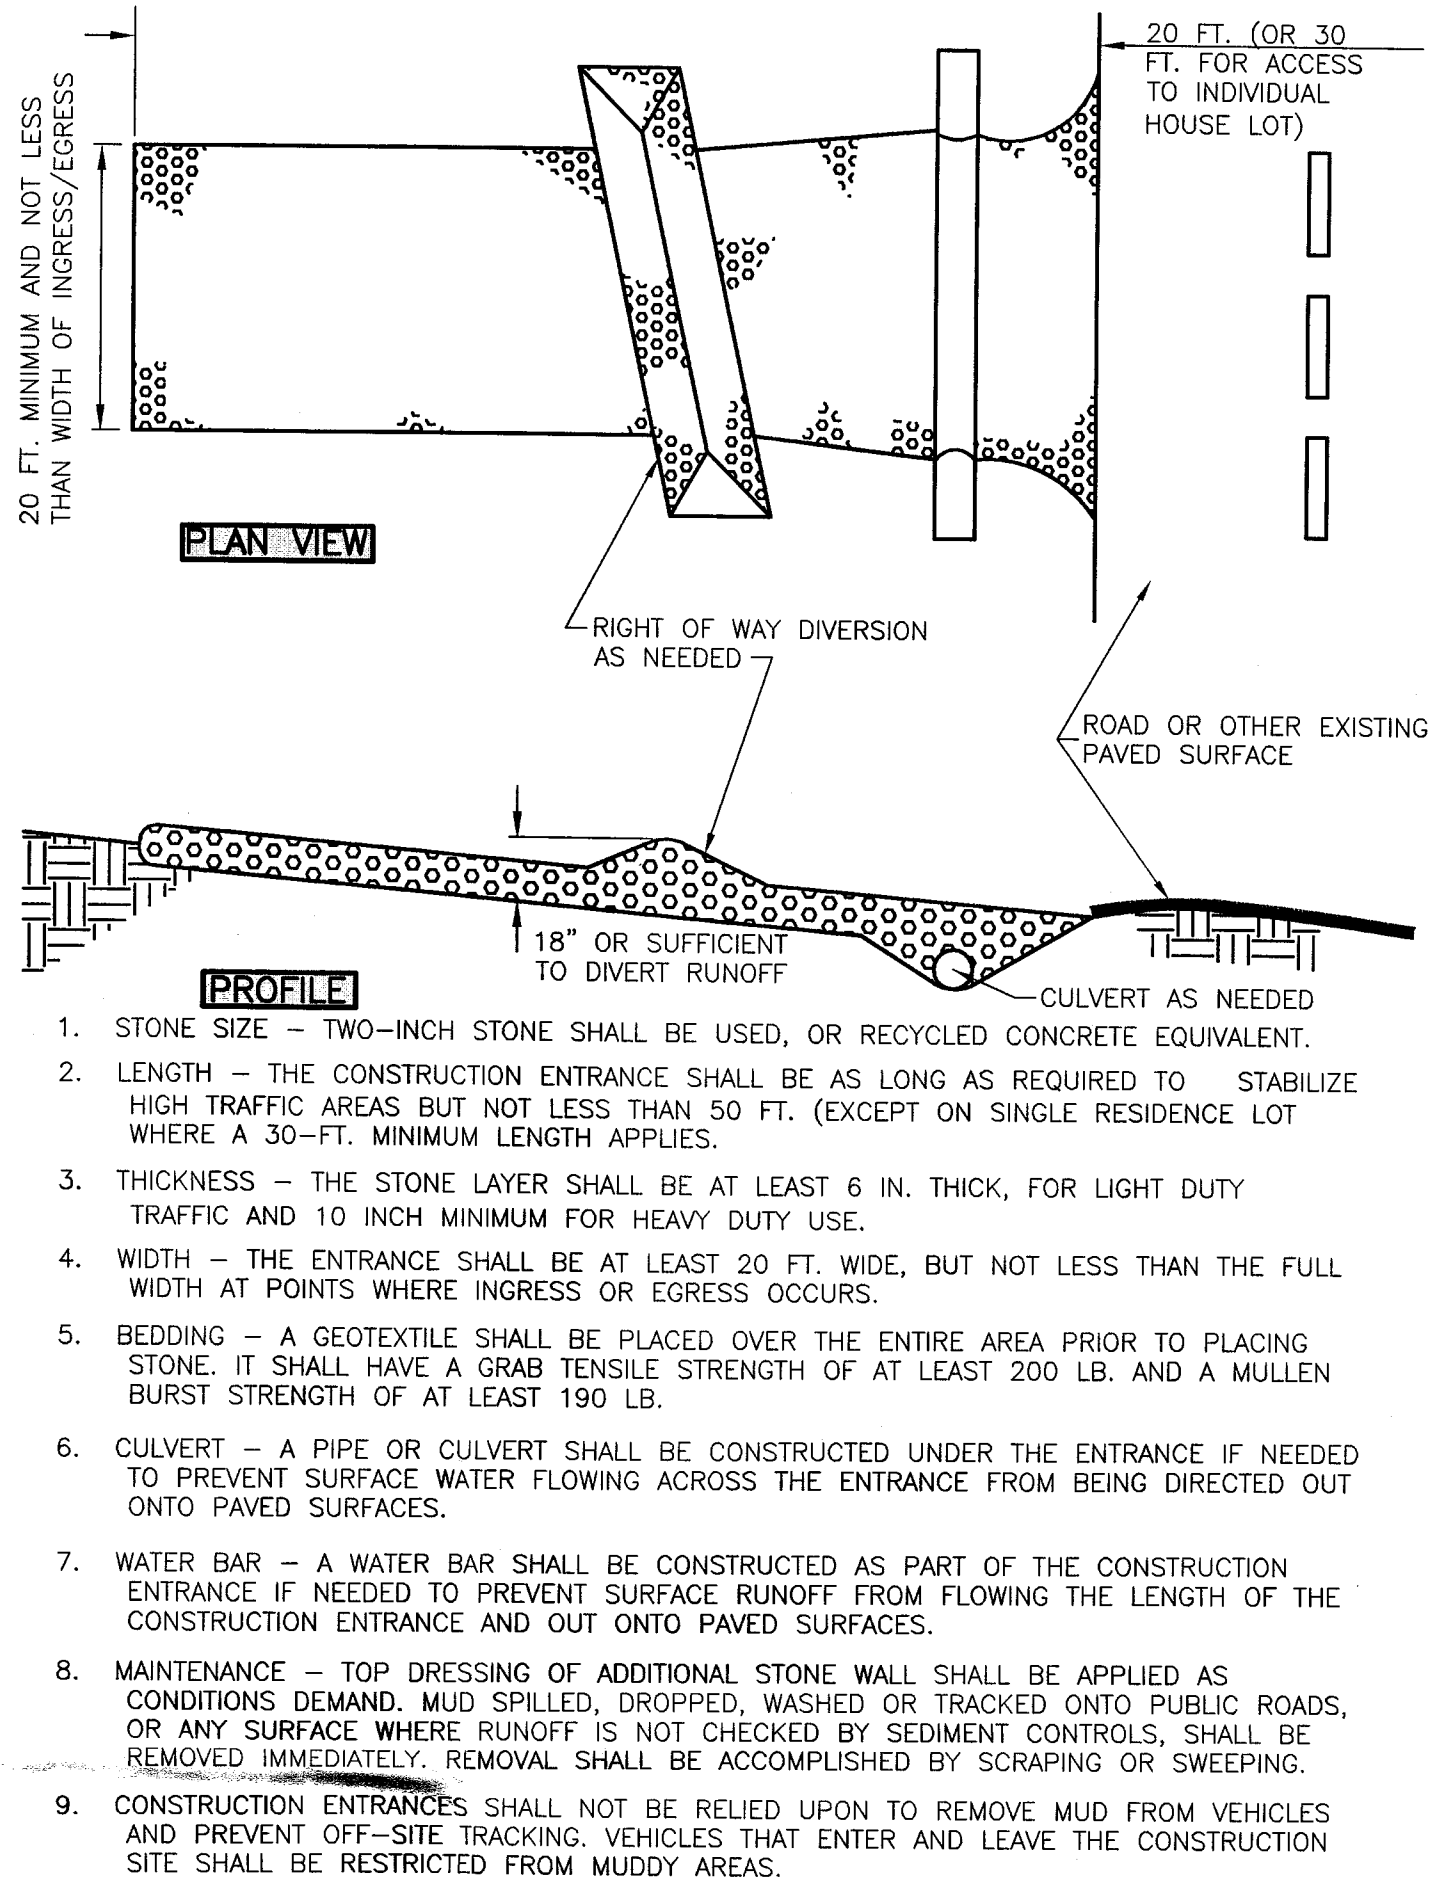 20 FT. (OR 30
FT. FOR ACCESS
TO INDIVIDUAL
HOUSE LOT)
20 FT. MINIMUM AND NOT LESS
THAN WIDTH OF INGRESS/EGRESS
PLAN VIEW
RIGHT OF WAY DIVERSION
AS NEEDED
ROAD OR OTHER EXISTING
PAVED SURFACE
18" OR SUFFICIENT
TO DIVERT RUNOFF
PROFILE
CULVERT AS NEEDED
1. STONE SIZE – TWO–INCH STONE SHALL BE USED, OR RECYCLED CONCRETE EQUIVALENT.
2. LENGTH – THE CONSTRUCTION ENTRANCE SHALL BE AS LONG AS REQUIRED TO STABILIZE
HIGH TRAFFIC AREAS BUT NOT LESS THAN 50 FT. (EXCEPT ON SINGLE RESIDENCE LOT
WHERE A 30–FT. MINIMUM LENGTH APPLIES.
3. THICKNESS – THE STONE LAYER SHALL BE AT LEAST 6 IN. THICK, FOR LIGHT DUTY
TRAFFIC AND 10 INCH MINIMUM FOR HEAVY DUTY USE.
4. WIDTH – THE ENTRANCE SHALL BE AT LEAST 20 FT. WIDE, BUT NOT LESS THAN THE FULL
WIDTH AT POINTS WHERE INGRESS OR EGRESS OCCURS.
5. BEDDING – A GEOTEXTILE SHALL BE PLACED OVER THE ENTIRE AREA PRIOR TO PLACING
STONE. IT SHALL HAVE A GRAB TENSILE STRENGTH OF AT LEAST 200 LB. AND A MULLEN
BURST STRENGTH OF AT LEAST 190 LB.
6. CULVERT – A PIPE OR CULVERT SHALL BE CONSTRUCTED UNDER THE ENTRANCE IF NEEDED
TO PREVENT SURFACE WATER FLOWING ACROSS THE ENTRANCE FROM BEING DIRECTED OUT
ONTO PAVED SURFACES.
7. WATER BAR – A WATER BAR SHALL BE CONSTRUCTED AS PART OF THE CONSTRUCTION
ENTRANCE IF NEEDED TO PREVENT SURFACE RUNOFF FROM FLOWING THE LENGTH OF THE
CONSTRUCTION ENTRANCE AND OUT ONTO PAVED SURFACES.
8. MAINTENANCE – TOP DRESSING OF ADDITIONAL STONE WALL SHALL BE APPLIED AS
CONDITIONS DEMAND. MUD SPILLED, DROPPED, WASHED OR TRACKED ONTO PUBLIC ROADS,
OR ANY SURFACE WHERE RUNOFF IS NOT CHECKED BY SEDIMENT CONTROLS, SHALL BE
REMOVED IMMEDIATELY. REMOVAL SHALL BE ACCOMPLISHED BY SCRAPING OR SWEEPING.
9. CONSTRUCTION ENTRANCES SHALL NOT BE RELIED UPON TO REMOVE MUD FROM VEHICLES
AND PREVENT OFF–SITE TRACKING. VEHICLES THAT ENTER AND LEAVE THE CONSTRUCTION
SITE SHALL BE RESTRICTED FROM MUDDY AREAS.